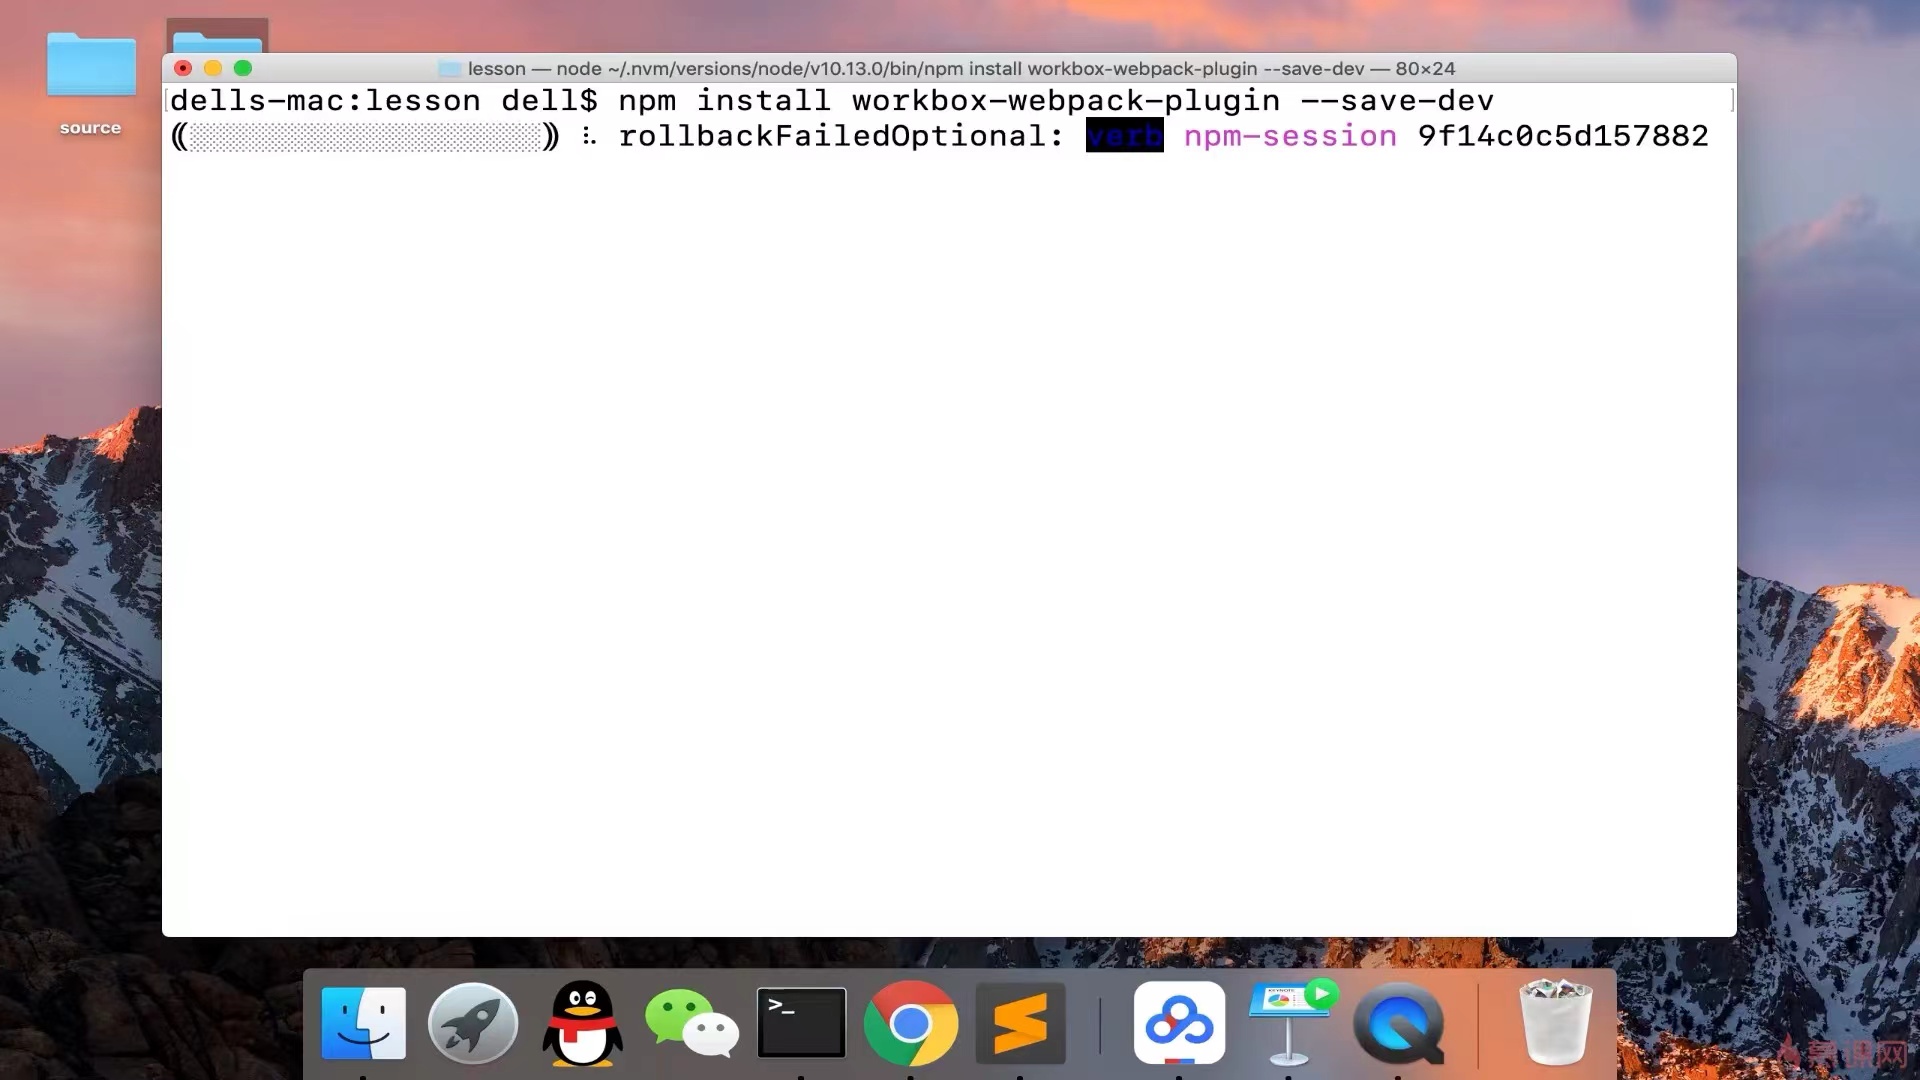 source
lesson — node ~/.nvm/versions/node/v10.13.0/bin/npm install workbox-webpack-plugin --save-dev — 80×24
dells-mac:lesson dell$ npm install workbox-webpack-plugin --save-dev
rollbackFailedOptional: verb npm-session 9f14c0c5d157882
KEYNOTE
>_
慕课网